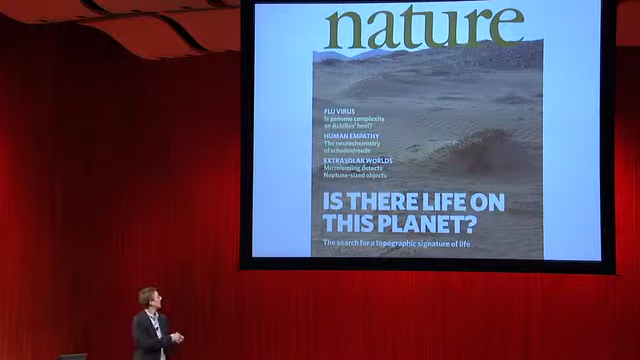 nature
FLU VIRUS
Is genome complexity
an Achilles' heel?
HUMAN EMPATHY
The neurochemistry
of schadenfreude
EXTRASOLAR WORLDS
Microlensing detects
Neptune-sized objects
IS THERE LIFE ON
THIS PLANET?
The search for a topographic signature of life